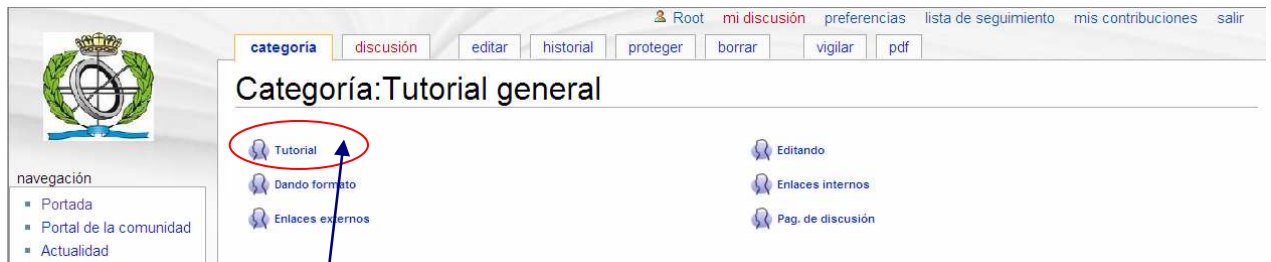 Root mi discusión preferencias lista de seguimiento mis contribuciones salir
categoría discusión editar historial proteger borrar vigilar pdf
Categoría:Tutorial general
Tutorial Editando
Dando formato Enlaces internos
Enlaces externos Pag. de discusión
navegación
Portada
Portal de la comunidad
Actualidad